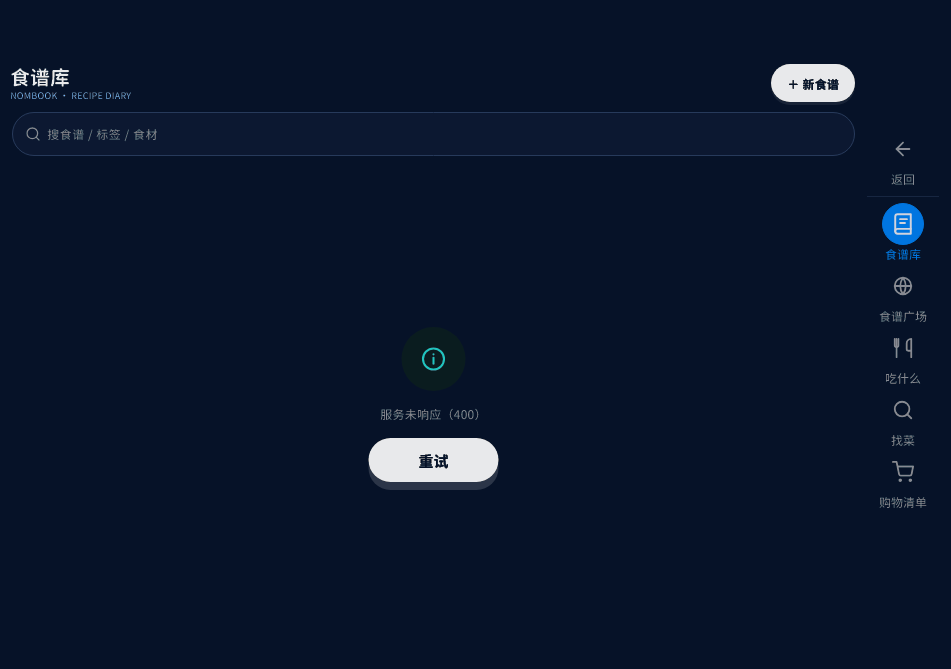 食谱库
NOMBOOK · RECIPE DIARY
+ 新食谱
搜食谱 / 标签 / 食材
服务未响应（400）
重试
返回
食谱库
食谱广场
吃什么
找菜
购物清单